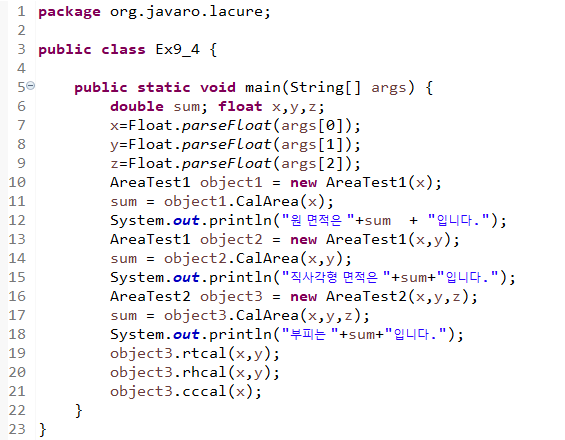 1 package org.javaro.lacure;
2
3 public class Ex9_4 {
4
5 public static void main(String[] args) {
6 double sum; float x,y,z;
7 x=Float.parseFloat(args[0]);
8 y=Float.parseFloat(args[1]);
9 z=Float.parseFloat(args[2]);
10 AreaTest1 object1 = new AreaTest1(x);
11 sum = object1.CalArea(x);
12 System.out.println("원 면적은 "+sum  + "입니다.");
13 AreaTest1 object2 = new AreaTest1(x,y);
14 sum = object2.CalArea(x,y);
15 System.out.println("직사각형 면적은 "+sum+"입니다.");
16 AreaTest2 object3 = new AreaTest2(x,y,z);
17 sum = object3.CalArea(x,y,z);
18 System.out.println("부피는 "+sum+"입니다.");
19 object3.rtcal(x,y);
20 object3.rhcal(x,y);
21 object3.cccal(x);
22 }
23 }